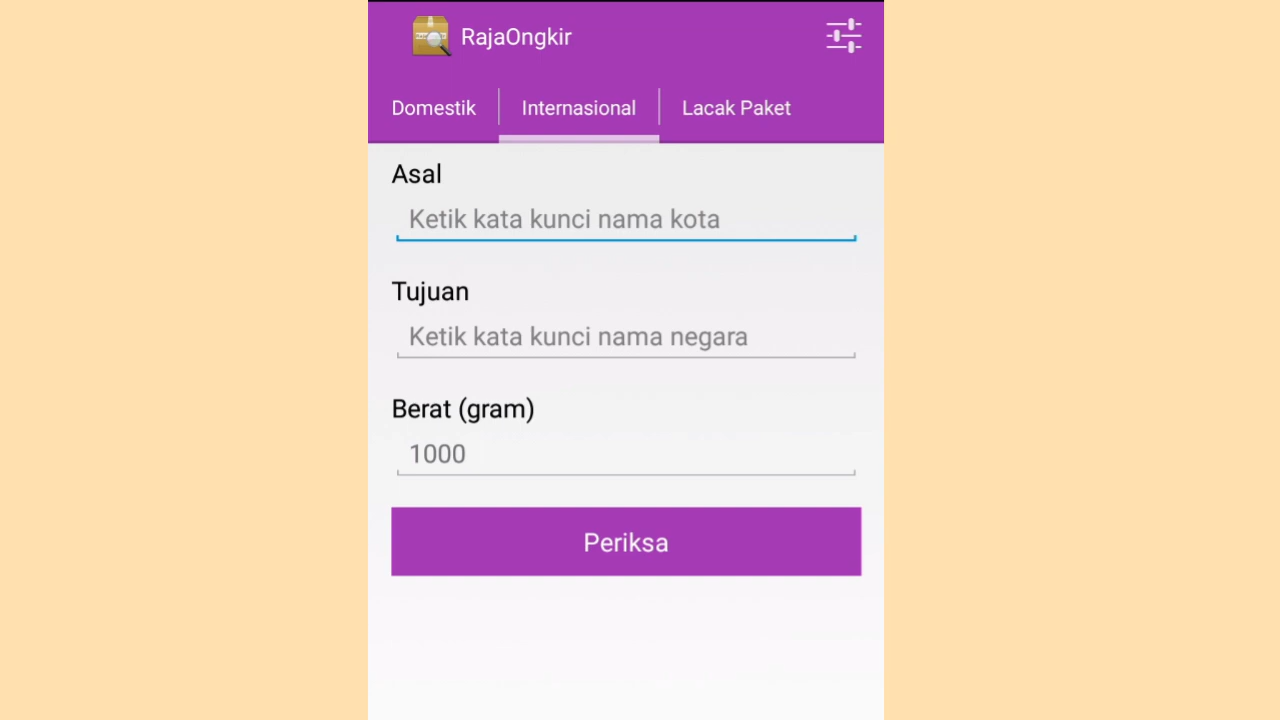 RajaOngkir
Domestik
Internasional
Lacak Paket
Asal
Ketik kata kunci nama kota
Tujuan
Ketik kata kunci nama negara
Berat (gram)
1000
Periksa